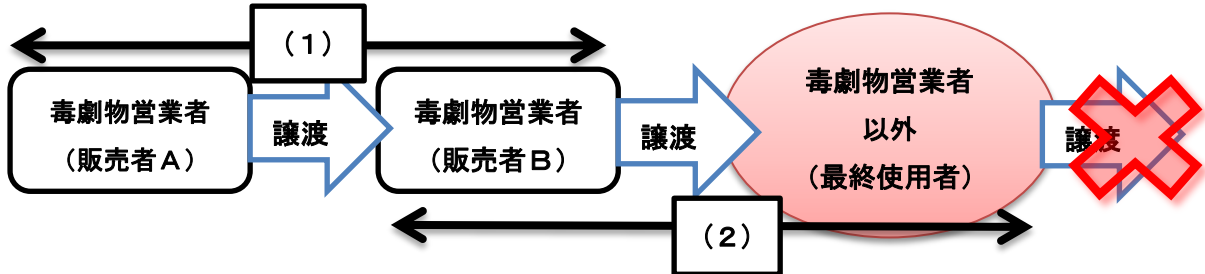 （１）
毒劇物営業者
（販売者Ａ）
譲渡
毒劇物営業者
（販売者Ｂ）
譲渡
毒劇物営業者
以外
（最終使用者）
譲渡
（２）